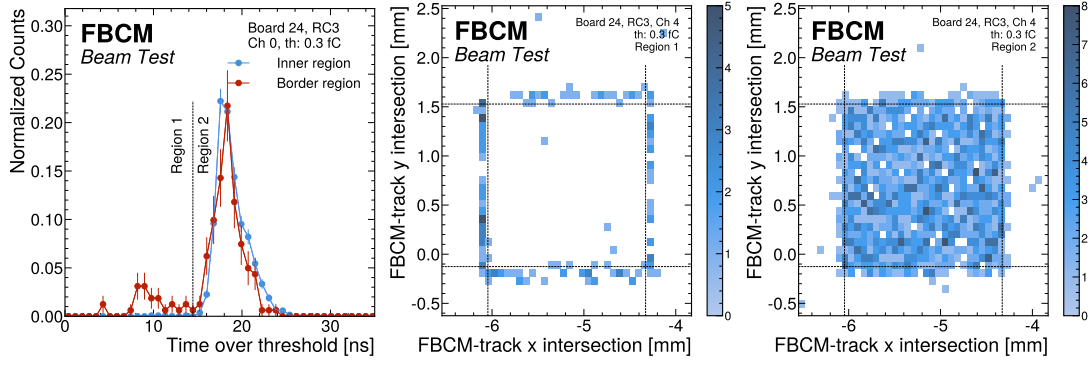 FBCM
Beam Test
Board 24, RC3
Ch 0, th: 0.3 fC
Inner region
Border region
Region 1
Region 2
Normalized Counts
0.30
0.25
0.20
0.15
0.10
0.05
0.00
0
10
20
30
Time over threshold [ns]
FBCM
Beam Test
Board 24, RC3, Ch 4
th: 0.3 fC
Region 1
FBCM-track y intersection [mm]
2.5
2.0
1.5
1.0
0.5
0.0
-0.5
-6
-5
-4
FBCM-track x intersection [mm]
5
4
3
2
1
0
FBCM
Beam Test
Board 24, RC3, Ch 4
th: 0.3 fC
Region 2
FBCM-track y intersection [mm]
2.5
2.0
1.5
1.0
0.5
0.0
-0.5
-6
-5
-4
FBCM-track x intersection [mm]
8
7
6
5
4
3
2
1
0